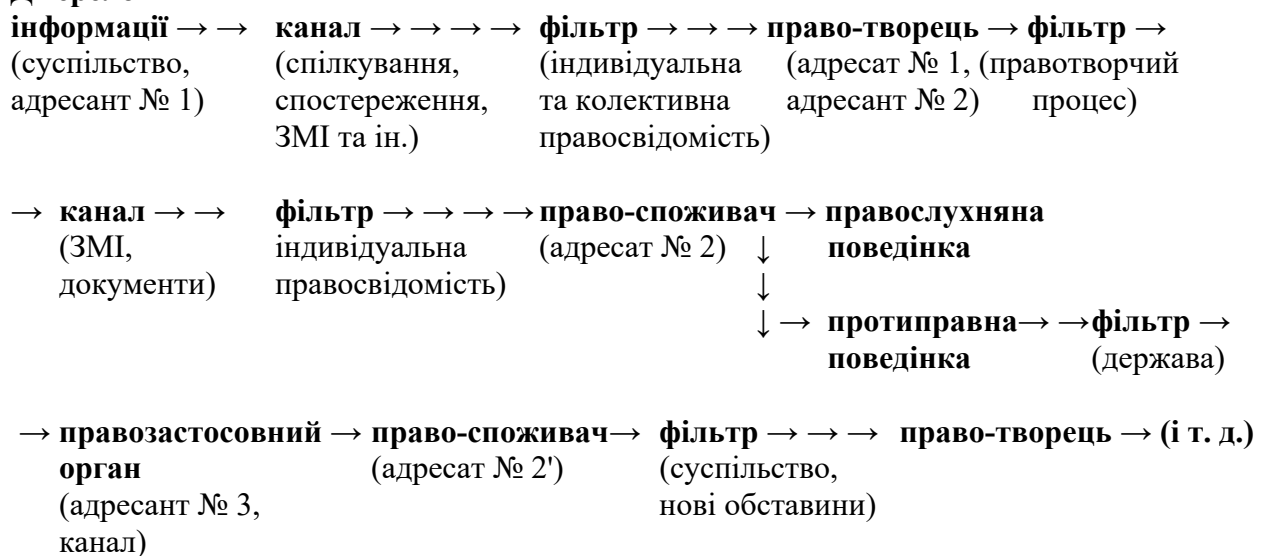 інформації → → канал → → → → фільтр → → → право-творець → фільтр →
(суспільство, (спілкування, (індивідуальна (адресат № 1, (правотворчий
адресант № 1) спостереження, та колективна адресант № 2) процес)
ЗМІ та ін.) правосвідомість)
→ канал → → фільтр → → → → право-споживач → правослухняна
(ЗМІ, індивідуальна (адресат № 2) ↓ поведінка
документи) правосвідомість) ↓
↓ → протиправна→ →фільтр →
поведінка (держава)
→ правозастосовний → право-споживач→ фільтр → → → право-творець → (і т. д.)
орган (адресат № 2') (суспільство,
(адресант № 3, нові обставини)
канал)